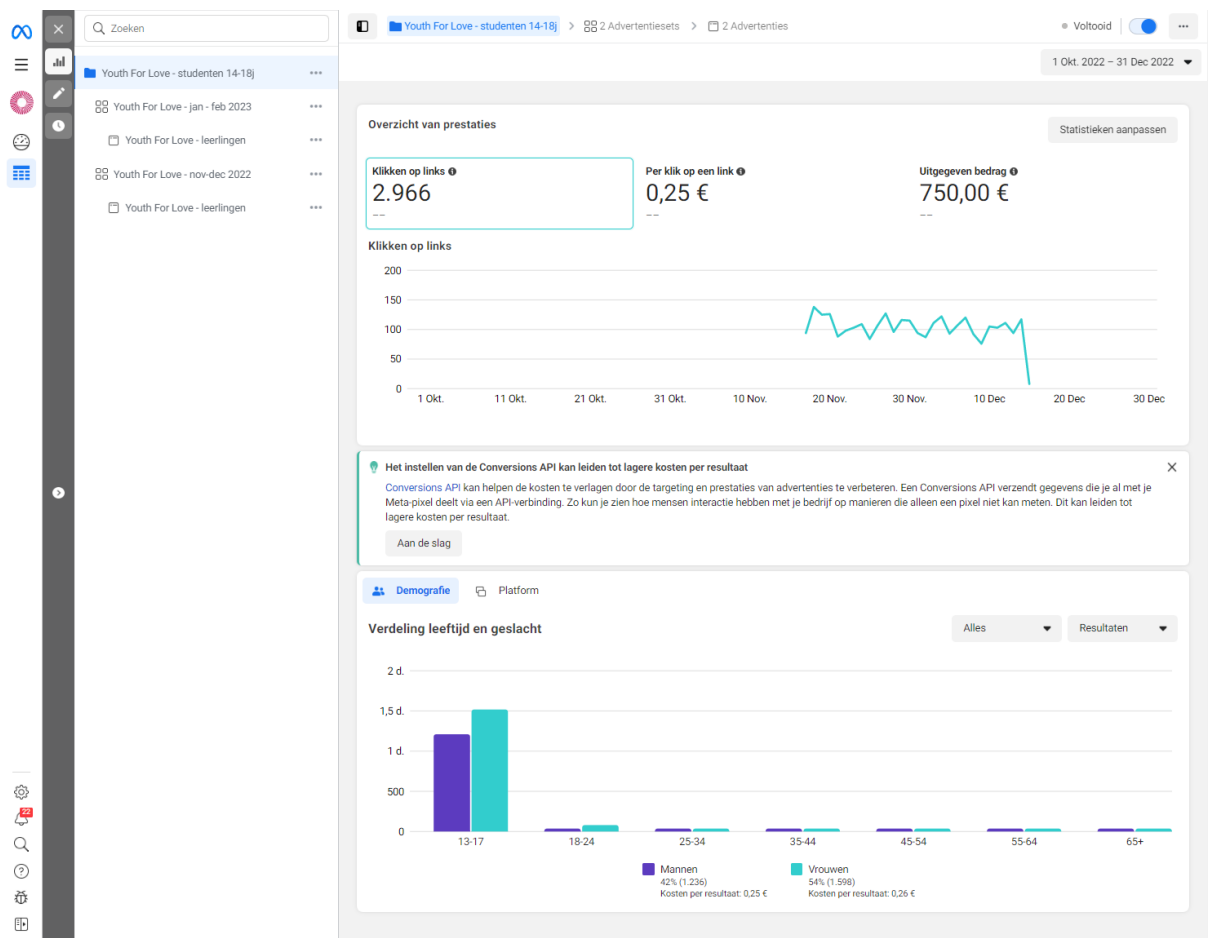 Zoeken
Youth For Love - studenten 14-18j
Youth For Love - jan - feb 2023
Youth For Love - leerlingen
Youth For Love - nov-dec 2022
Youth For Love - leerlingen
22
Youth For Love - studenten 14-18j > 2 Advertentiesets > 2 Advertenties
Voltooid
1 Okt. 2022 – 31 Dec 2022
Overzicht van prestaties
Statistieken aanpassen
Klikken op links
2.966
--
Per klik op een link
0,25 €
--
Uitgegeven bedrag
750,00 €
--
Klikken op links
200
150
100
50
0
1 Okt. 11 Okt. 21 Okt. 31 Okt. 10 Nov. 20 Nov. 30 Nov. 10 Dec 20 Dec 30 Dec
Het instellen van de Conversions API kan leiden tot lagere kosten per resultaat
Conversions API kan helpen de kosten te verlagen door de targeting en prestaties van advertenties te verbeteren. Een Conversions API verzendt gegevens die je al met je
Meta-pixel deelt via een API-verbinding. Zo kun je zien hoe mensen interactie hebben met je bedrijf op manieren die alleen een pixel niet kan meten. Dit kan leiden tot
lagere kosten per resultaat.
Aan de slag
Demografie Platform
Verdeling leeftijd en geslacht
Alles Resultaten
2 d.
1,5 d.
1 d.
500
0
13-17 18-24 25-34 35-44 45-54 55-64 65+
Mannen
42% (1.236)
Kosten per resultaat: 0,25 €
Vrouwen
54% (1.598)
Kosten per resultaat: 0,26 €